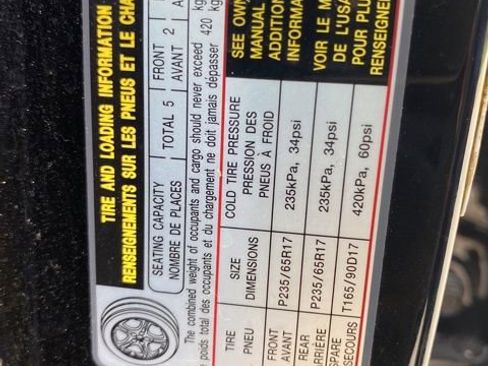 TIRE AND LOADING INFORMATION
RENSEIGNEMENTS SUR LES PNEUS ET LE CHA
SEATING CAPACITY
NOMBRE DE PLACES
TOTAL 5
FRONT
AVANT 2
The combined weight of occupants and cargo should never exceed 420 kg
poids total des occupants et du chargement ne doit jamais dépasser 420 kg
TIRE SIZE COLD TIRE PRESSURE
PNEU DIMENSIONS PRESSION DES
PNEUS À FROID
FRONT
AVANT P235/65R17 235kPa, 34psi
REAR
ARRIÈRE P235/65R17 235kPa, 34psi
SPARE
SECOURS T165/90D17 420kPa, 60psi
SEE OWN
MANUAL
ADDITION
INFORMA
VOIR LE M
DE L'USA
POUR PLU
RENSEIGNE